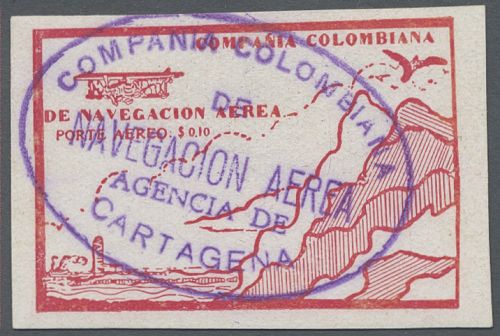 COMPAÑIA COLOMBIANA
DE NAVEGACION AEREA
PORTE AEREO: $ 0,10
COMPAÑIA COLOMBIANA
DE
NAVEGACION AEREA
AGENCIA DE
CARTAGENA